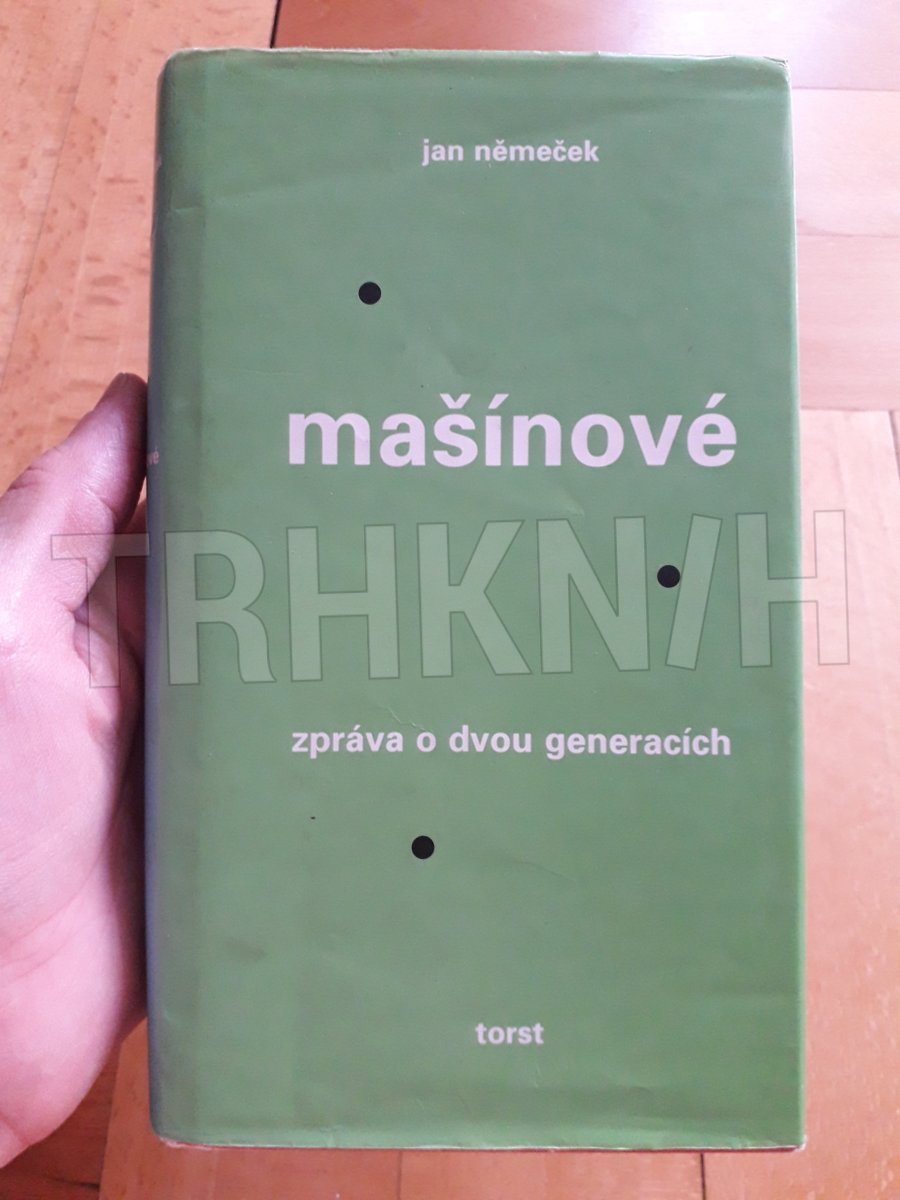 jan němeček
mašínové
TRHKNIH
zpráva o dvou generacích
torst